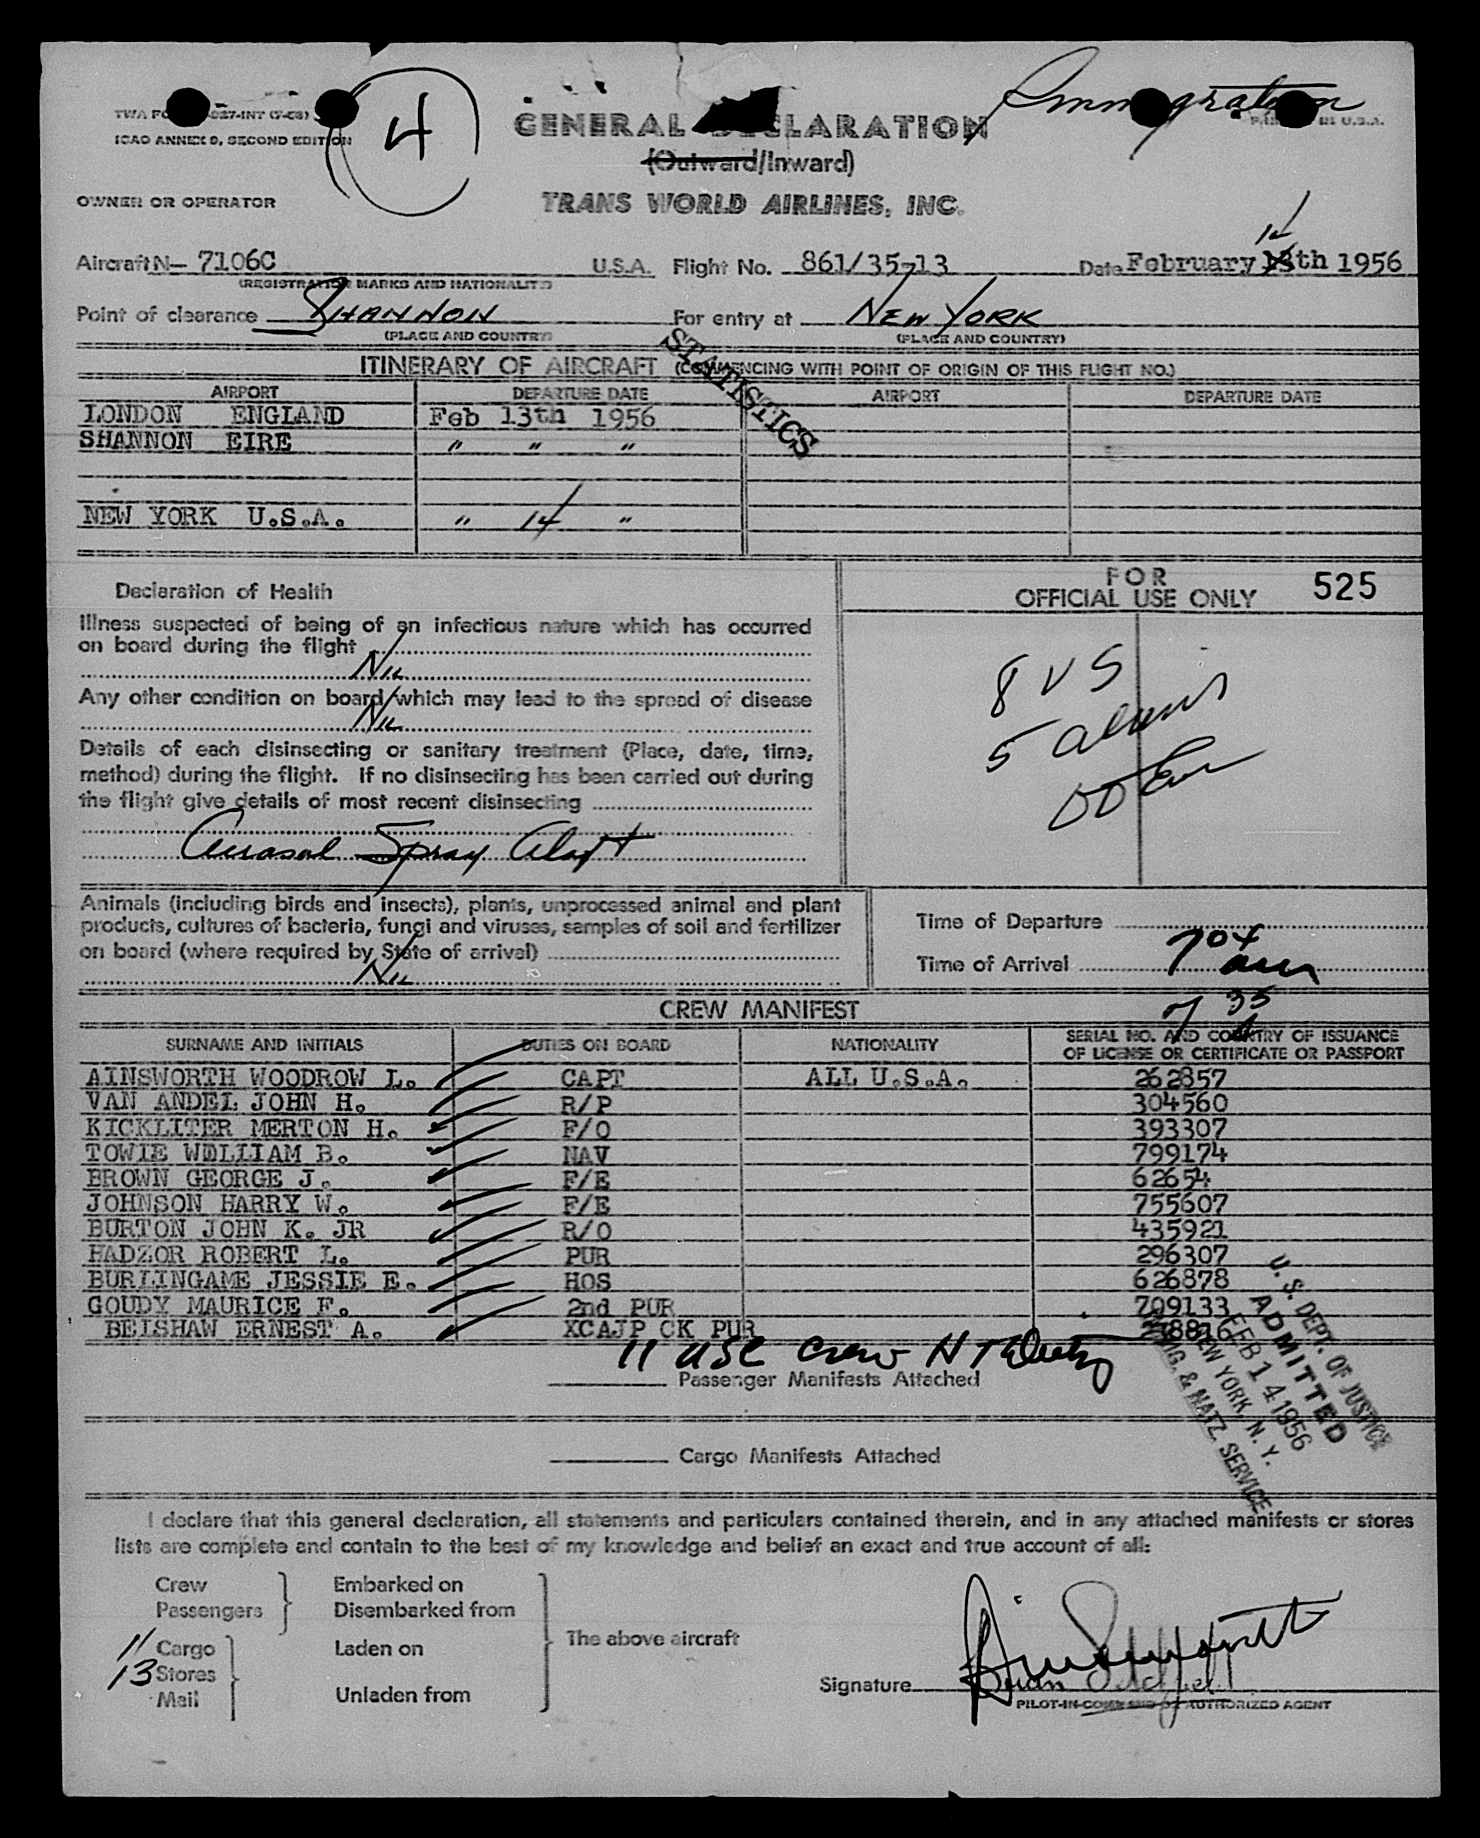 Immigration
4
ICAO ANNEX 9, SECOND EDITION
GENERAL DECLARATION
(Outward/Inward)
OWNER OR OPERATOR TRANS WORLD AIRLINES, INC.
14
Aircraft N— 7106C U.S.A. Flight No. 861/35-13 Date February 13th 1956
(REGISTRATION MARKS AND NATIONALITY)
Point of clearance SHANNON For entry at NEW YORK
(PLACE AND COUNTRY) (PLACE AND COUNTRY)
STATISTICS
ITINERARY OF AIRCRAFT (COMMENCING WITH POINT OF ORIGIN OF THIS FLIGHT NO.)
AIRPORT DEPARTURE DATE AIRPORT DEPARTURE DATE
LONDON ENGLAND Feb 13th 1956
SHANNON EIRE " " "
NEW YORK U.S.A. " 14 "
Declaration of Health
Illness suspected of being of an infectious nature which has occurred
on board during the flight
NIL
Any other condition on board which may lead to the spread of disease
NIL
Details of each disinsecting or sanitary treatment (Place, date, time,
method) during the flight. If no disinsecting has been carried out during
the flight give details of most recent disinsecting
Aerosol Spray
FOR
OFFICIAL USE ONLY 525
8 US
5 aliens
Animals (including birds and insects), plants, unprocessed animal and plant
products, cultures of bacteria, fungi and viruses, samples of soil and fertilizer
on board (where required by State of arrival)
NIL
Time of Departure
Time of Arrival 704 am
7 35 A
CREW MANIFEST
SURNAME AND INITIALS DUTIES ON BOARD NATIONALITY SERIAL NO. AND COUNTRY OF ISSUANCE
OF LICENSE OR CERTIFICATE OR PASSPORT
AINSWORTH WOODROW L. CAPT ALL U.S.A. 262857
VAN ANDEL JOHN H. R/P 304560
KICKLITER MERTON H. F/O 393307
TOWIE WILLIAM B. NAV 799174
BROWN GEORGE J. F/E 62654
JOHNSON HARRY W. F/E 755607
BURTON JOHN K. JR R/O 435921
HADZOR ROBERT L. PUR 296307
BURLINGAME JESSIE E. HOS 626878
GOUDY MAURICE F. 2nd PUR 709133
BEISHAW ERNEST A. XCAJP CK PUR
11 USC Crew
Passenger Manifests Attached
Cargo Manifests Attached
U. S. DEPT. OF JUSTICE
ADMITTED
FEB 14 1956
NEW YORK, N. Y.
IMMIG. & NATZ. SERVICE
I declare that this general declaration, all statements and particulars contained therein, and in any attached manifests or stores
lists are complete and contain to the best of my knowledge and belief an exact and true account of all:
Crew Embarked on
Passengers Disembarked from
11 Cargo Laden on The above aircraft
13 Stores
Mail Unladen from
Signature
PILOT-IN-COMMAND OR AUTHORIZED AGENT